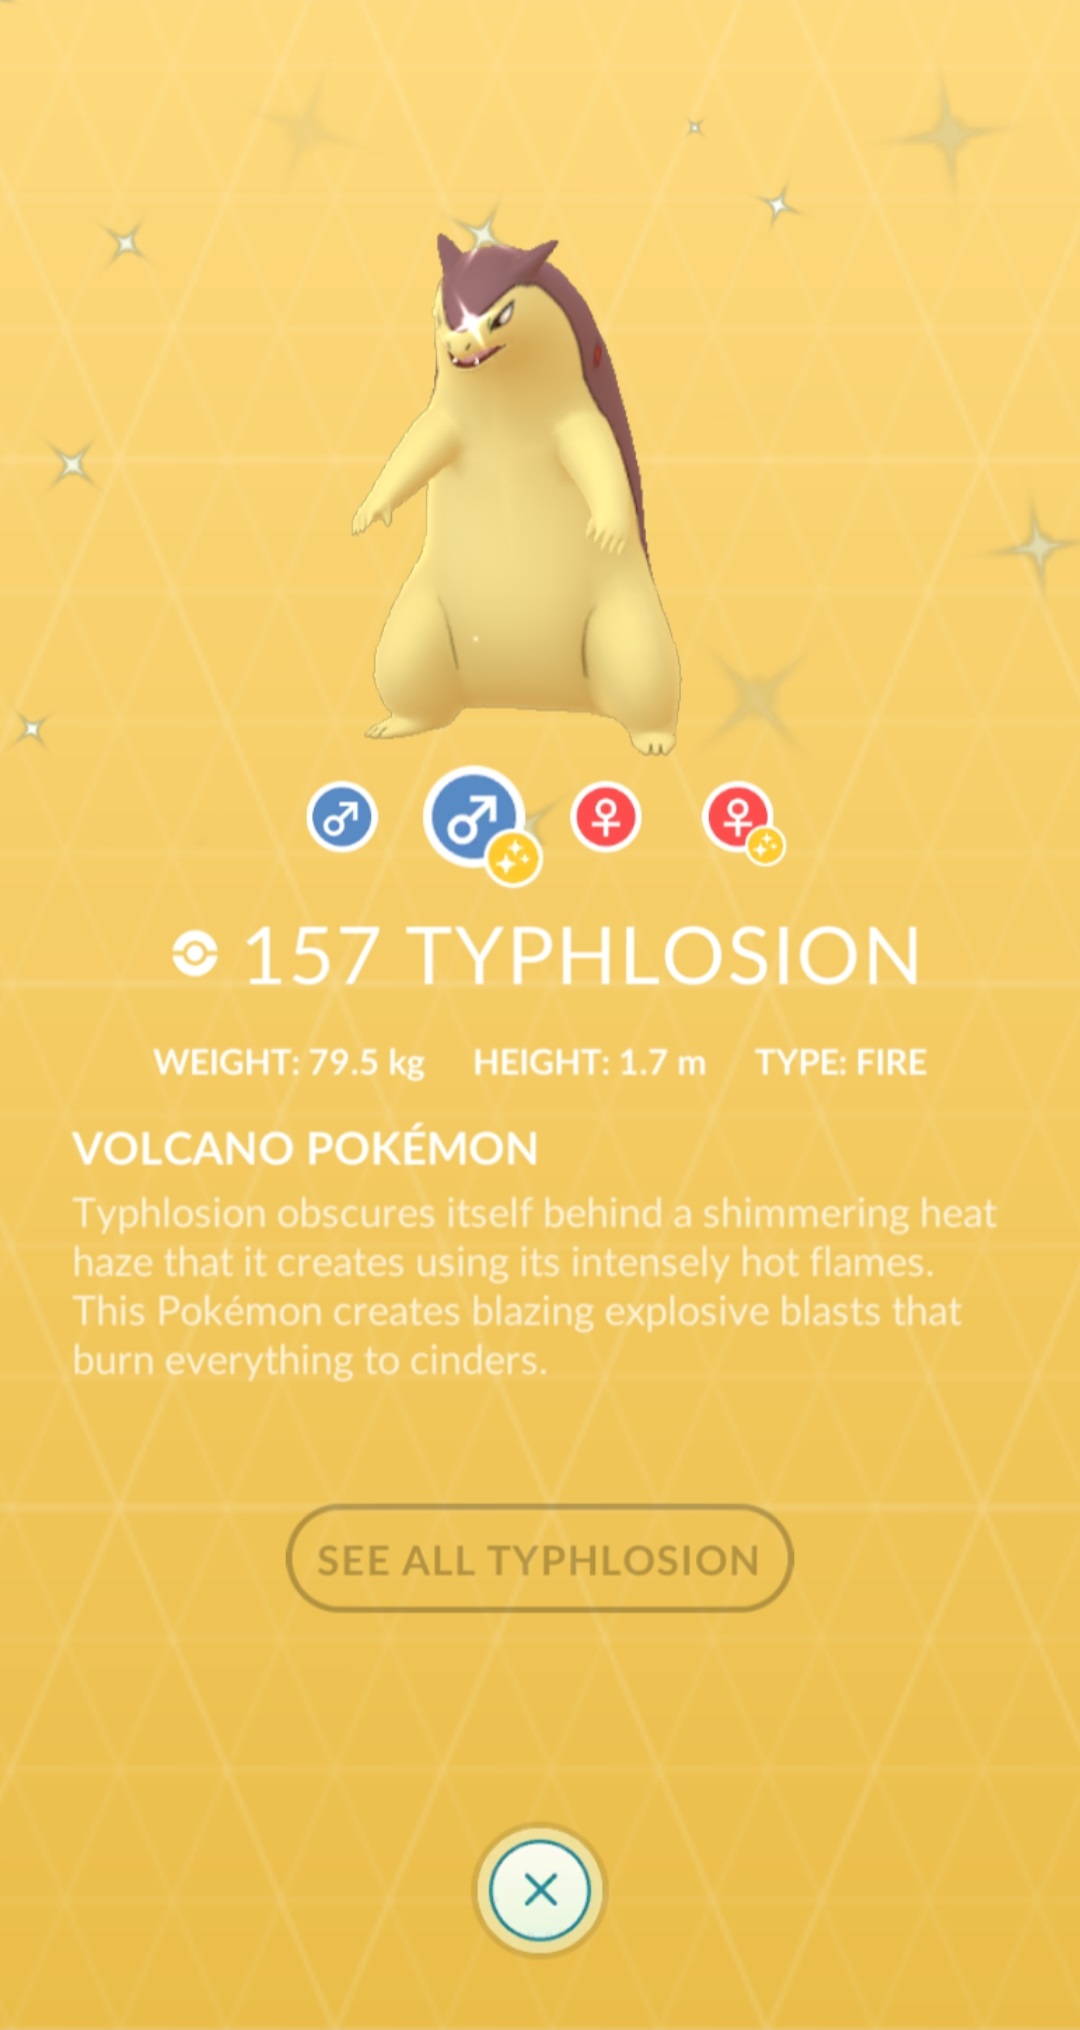 157 TYPHLOSION
WEIGHT: 79.5 kg HEIGHT: 1.7 m TYPE: FIRE
VOLCANO POKÉMON
Typhlosion obscures itself behind a shimmering heat
haze that it creates using its intensely hot flames.
This Pokémon creates blazing explosive blasts that
burn everything to cinders.
SEE ALL TYPHLOSION